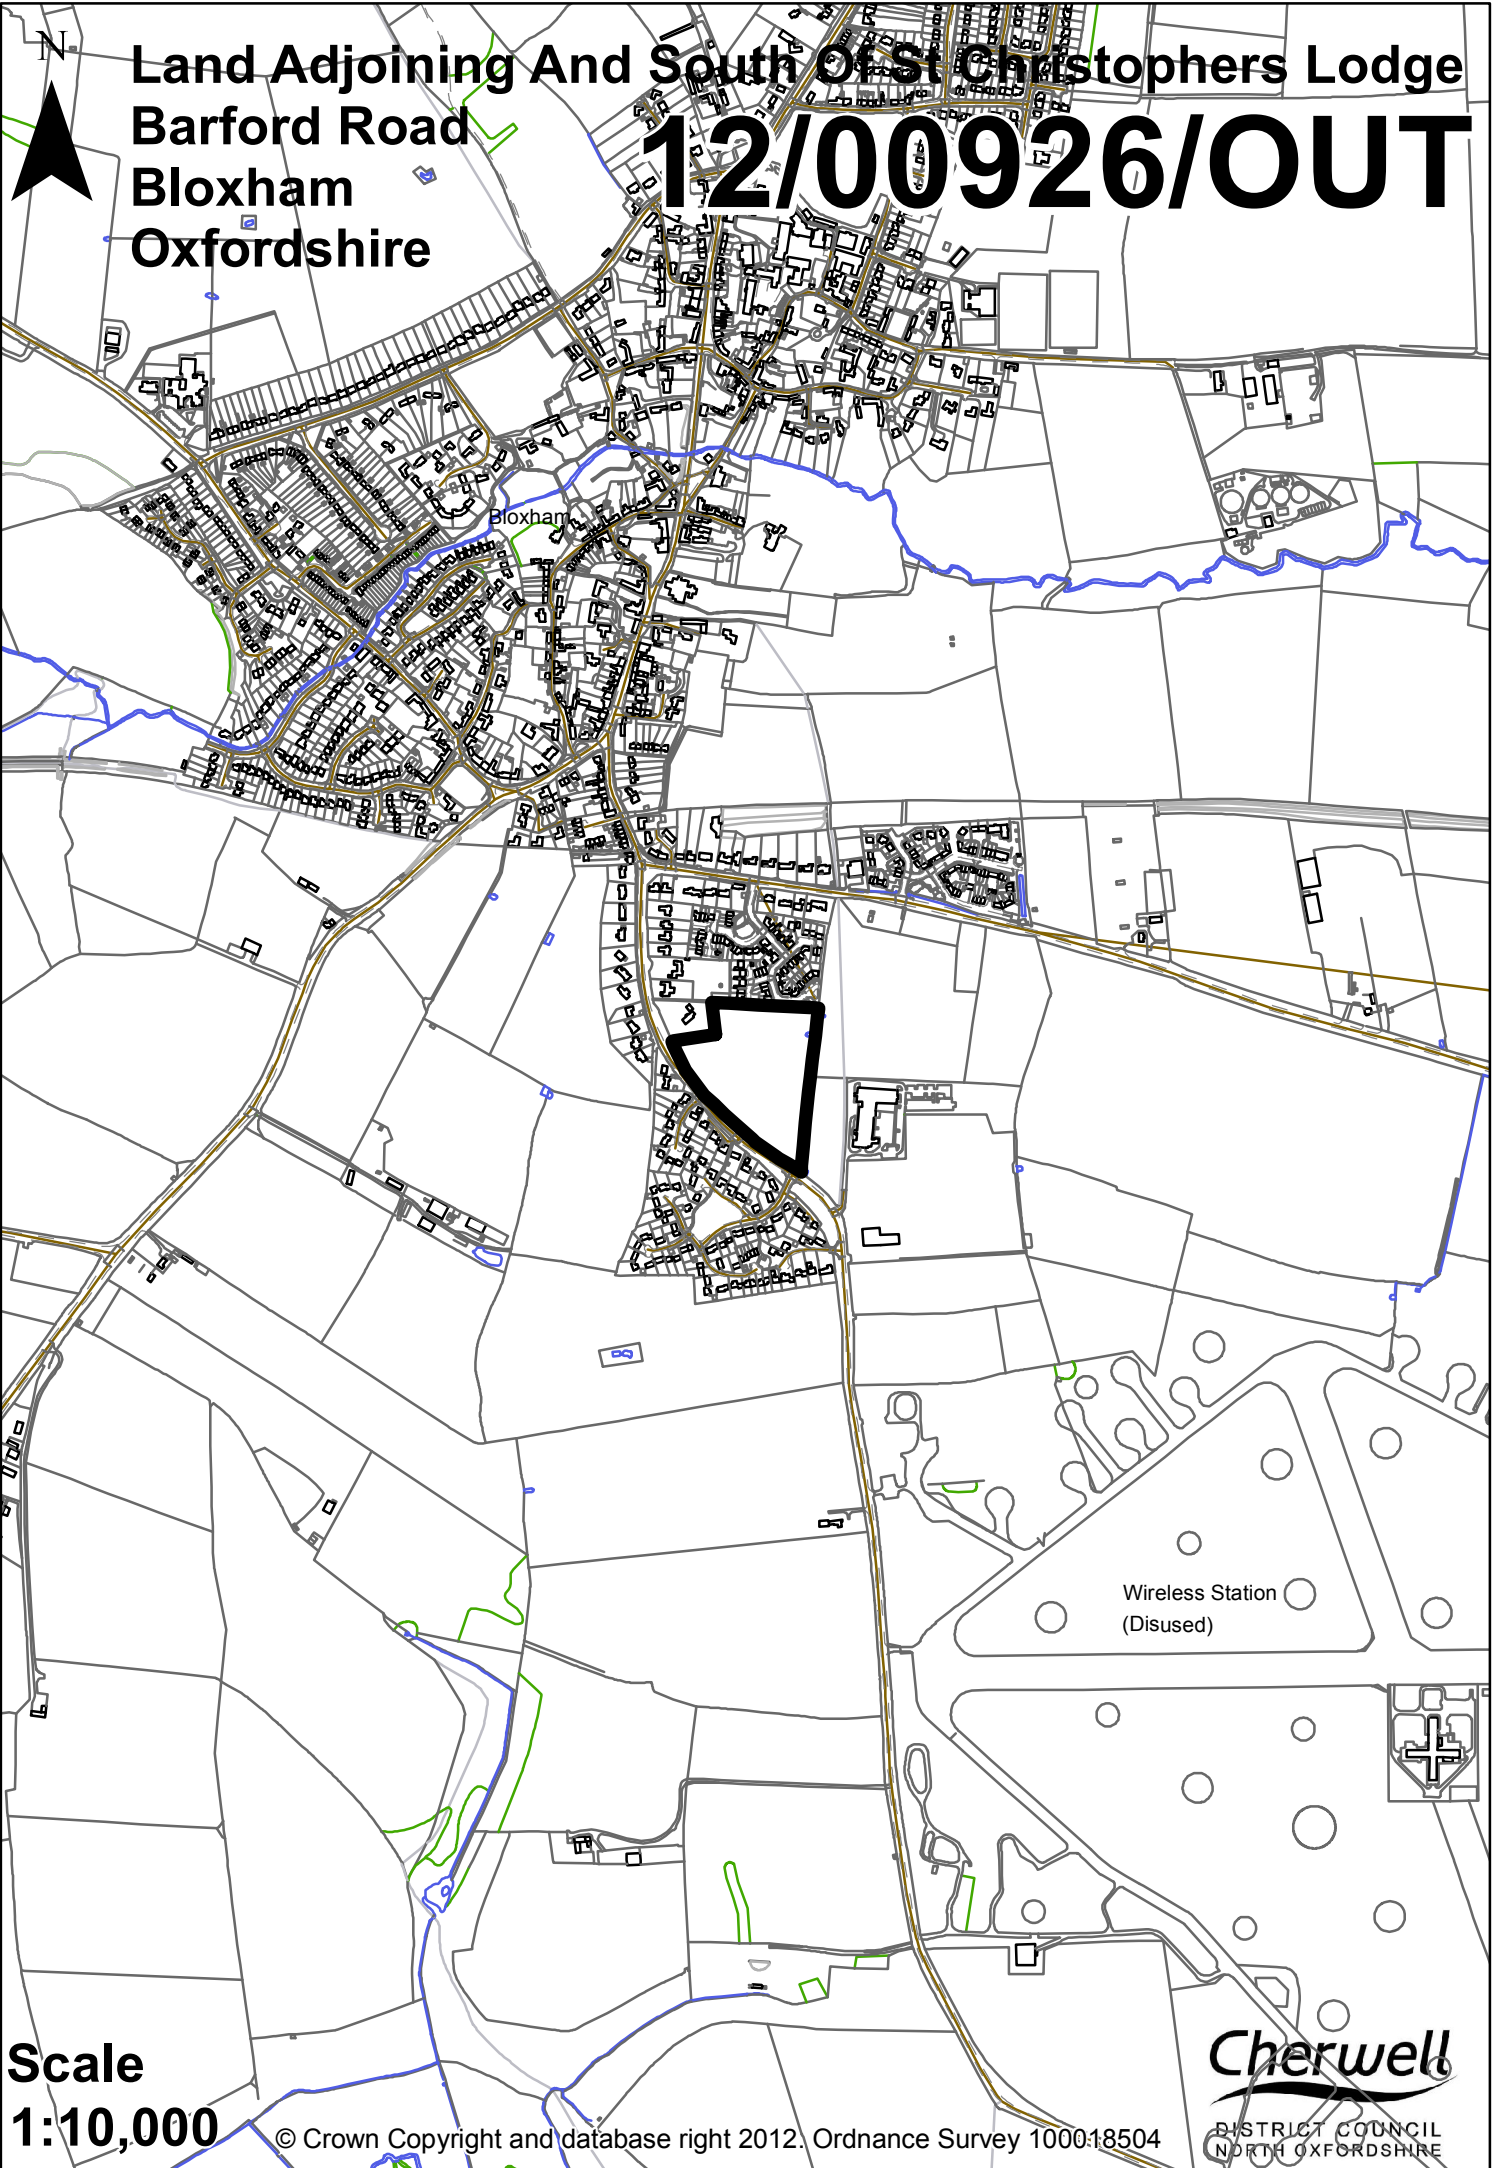 N
Land Adjoining And South Of St Christophers Lodge
Barford Road
Bloxham
Oxfordshire
12/00926/OUT
Bloxham
Wireless Station
(Disused)
Scale
1:10,000
© Crown Copyright and database right 2012. Ordnance Survey 100018504
Cherwell
DISTRICT COUNCIL
NORTH OXFORDSHIRE